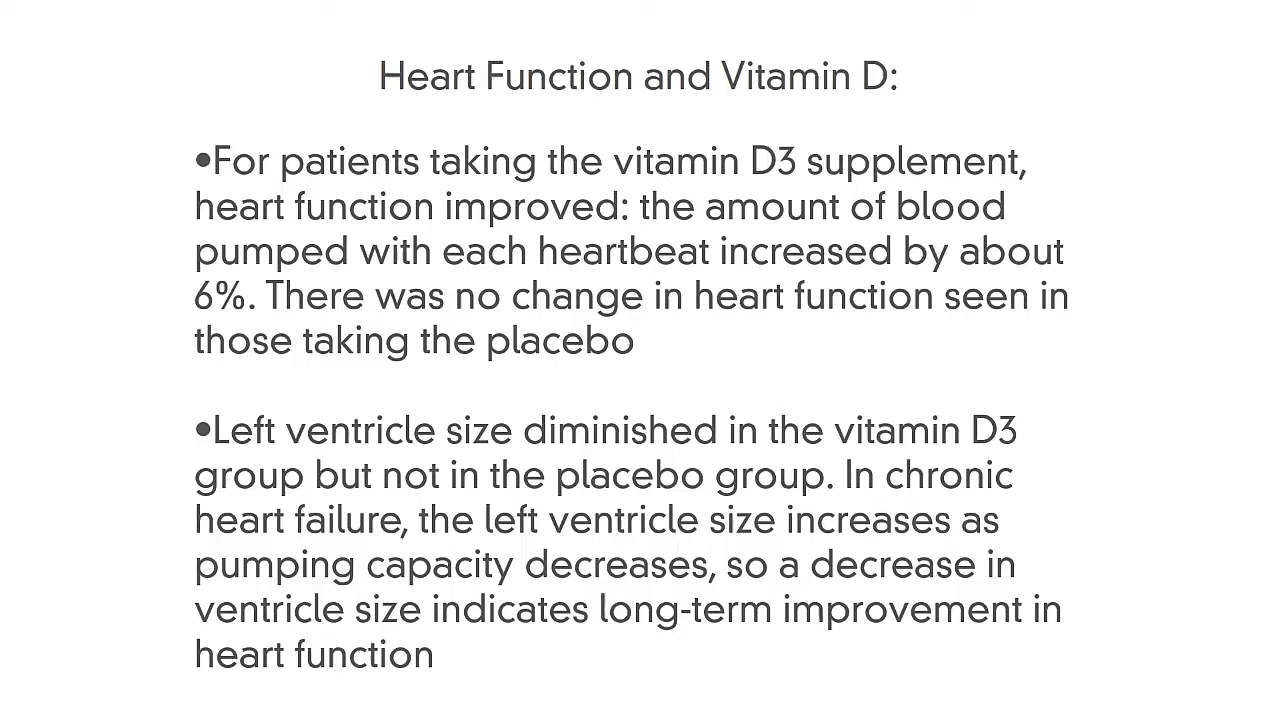 Heart Function and Vitamin D:
•For patients taking the vitamin D3 supplement,
heart function improved: the amount of blood
pumped with each heartbeat increased by about
6%. There was no change in heart function seen in
those taking the placebo
•Left ventricle size diminished in the vitamin D3
group but not in the placebo group. In chronic
heart failure, the left ventricle size increases as
pumping capacity decreases, so a decrease in
ventricle size indicates long-term improvement in
heart function